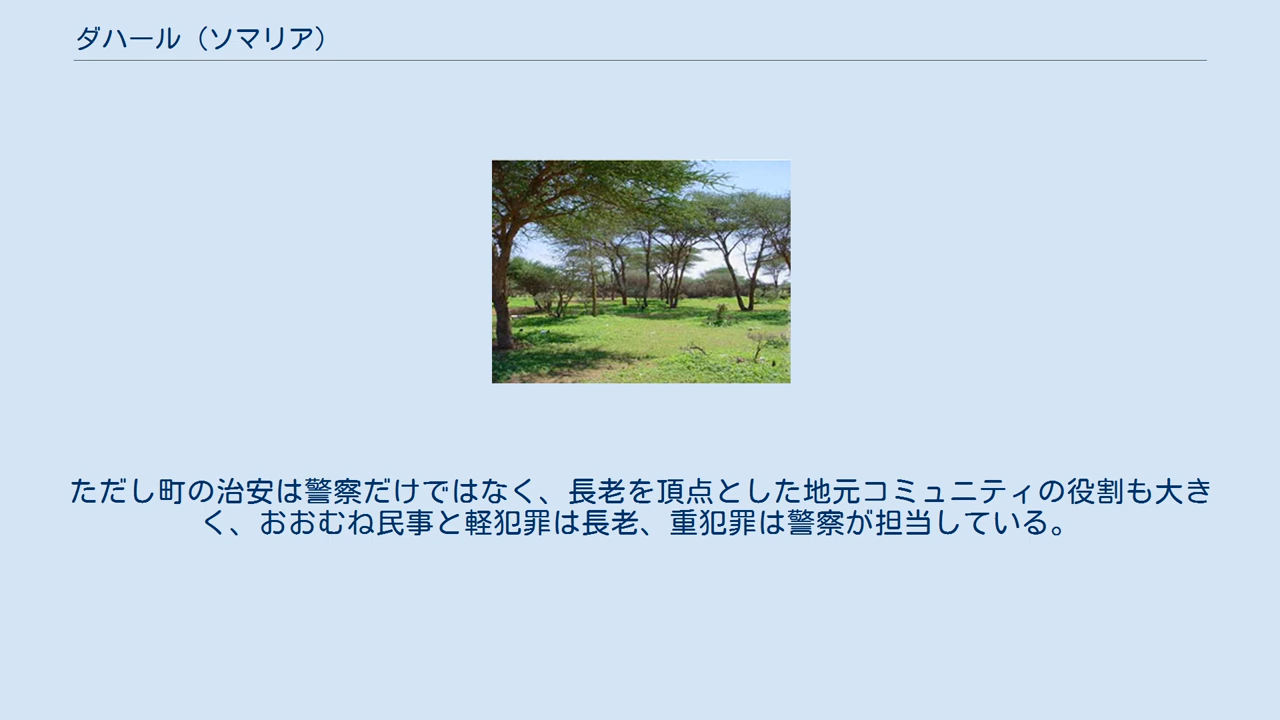 ダハール（ソマリア）
ただし町の治安は警察だけではなく、長老を頂点とした地元コミュニティの役割も大き
く、おおむね民事と軽犯罪は長老、重犯罪は警察が担当している。